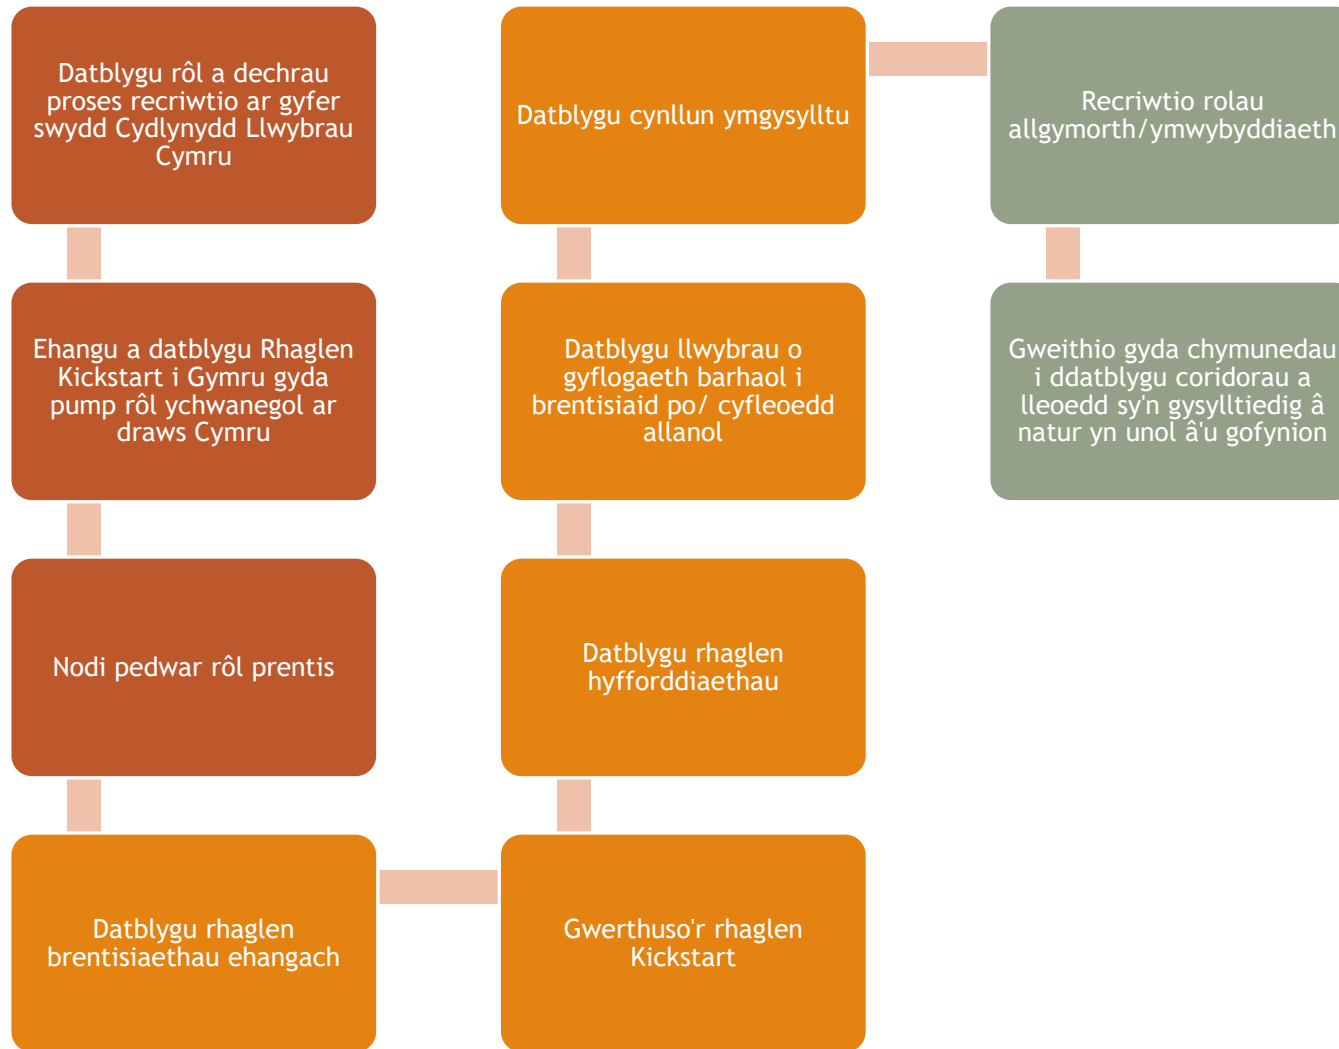 Datblygu rôl a dechrau
proses recriwtio ar gyfer
swydd Cydlynydd Llwybrau
Cymru
Ehangu a datblygu Rhaglen
Kickstart i Gymru gyda
pump rôl ychwanegol ar
draws Cymru
Nodi pedwar rôl prentis
Datblygu rhaglen
brentisiaethau ehangach
Gwerthuso'r rhaglen
Kickstart
Datblygu rhaglen
hyfforddiaethau
Datblygu llwybrau o
gyflogaeth barhaol i
brentisiaid po/ cyfleoedd
allanol
Datblygu cynllun ymgysylltu
Recriwtio rolau
allgymorth/ymwybyddiaeth
Gweithio gyda chymunedau
i ddatblygu coridorau a
lleoedd sy'n gysylltiedig â
natur yn unol â'u gofynion